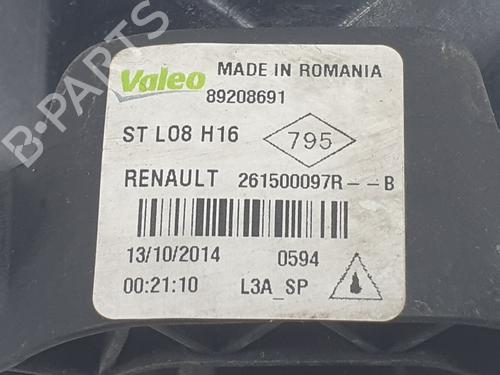 B-PARTS
Valeo MADE IN ROMANIA
89208691
ST L08 H16 795
RENAULT 261500097R--B
13/10/2014 0594
00:21:10 L3A_SP